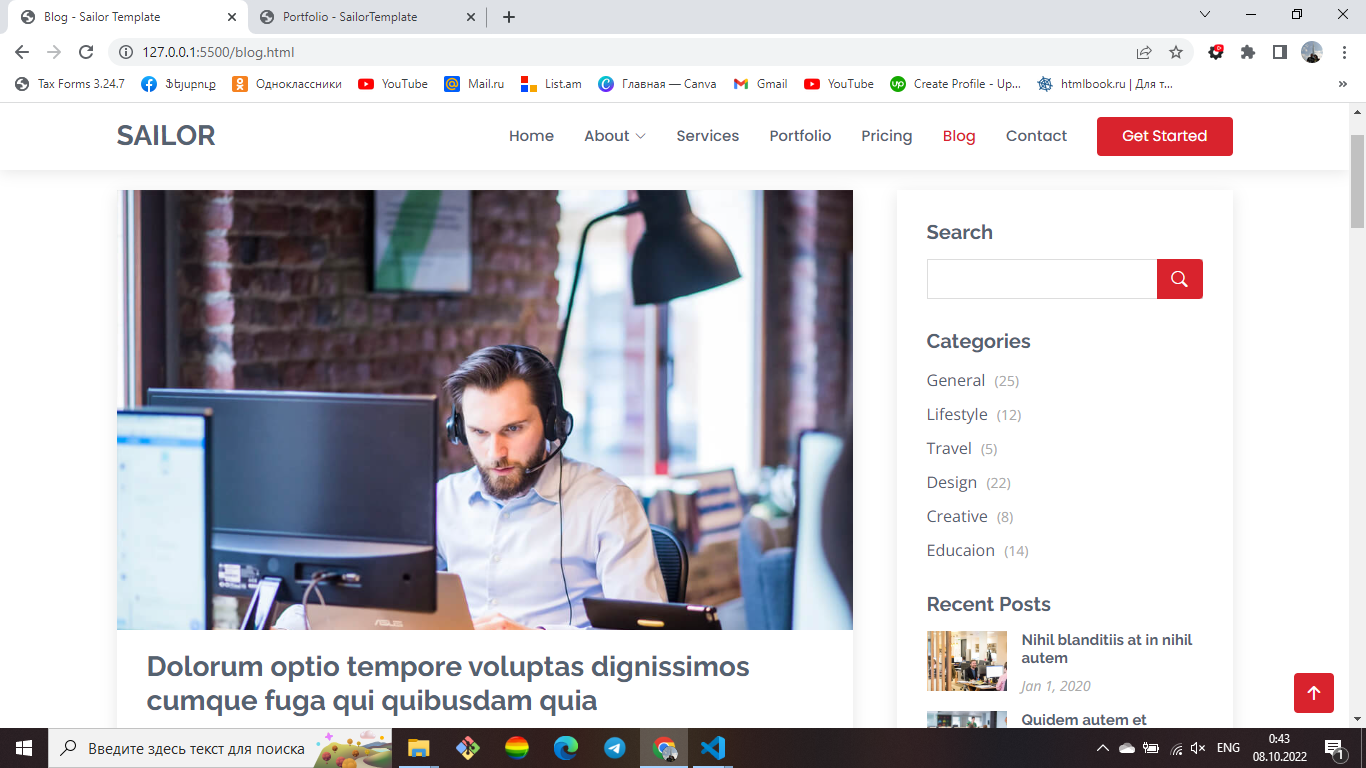 Blog - Sailor Template
Portfolio - SailorTemplate
127.0.0.1:5500/blog.html
Tax Forms 3.24.7
Ֆեյսբուք
Одноклассники
YouTube
Mail.ru
List.am
Главная — Canva
Gmail
YouTube
Create Profile - Up...
htmlbook.ru | Для т...
»
SAILOR
Home
About
Services
Portfolio
Pricing
Blog
Contact
Get Started
ASUS
Search
Categories
General (25)
Lifestyle (12)
Travel (5)
Design (22)
Creative (8)
Educaion (14)
Recent Posts
Nihil blanditiis at in nihil
autem
Jan 1, 2020
Quidem autem et
Dolorum optio tempore voluptas dignissimos
cumque fuga qui quibusdam quia
Введите здесь текст для поиска
ENG
0:43
08.10.2022
1